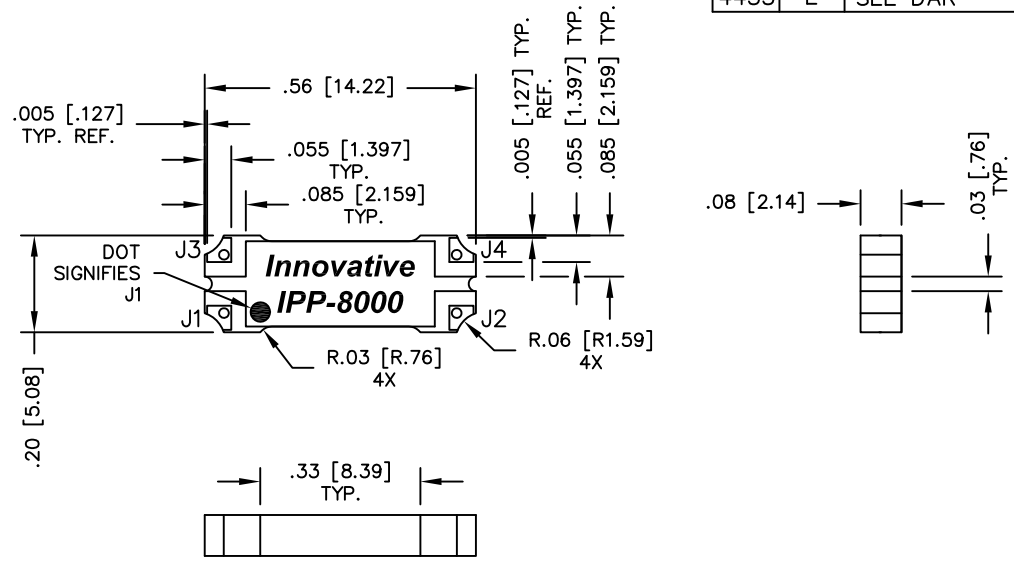 SEE DAR
.56 [14.22]
.005 [.127]
TYP. REF.
.055 [1.397]
TYP.
.085 [2.159]
TYP.
.005 [.127] TYP.
REF.
.055 [1.397] TYP.
.085 [2.159] TYP.
.08 [2.14]
.03 [.76]
TYP.
DOT
SIGNIFIES
J1
J3
J4
Innovative
IPP-8000
J1
J2
R.03 [R.76]
4X
R.06 [R1.59]
4X
.20 [5.08]
.33 [8.39]
TYP.